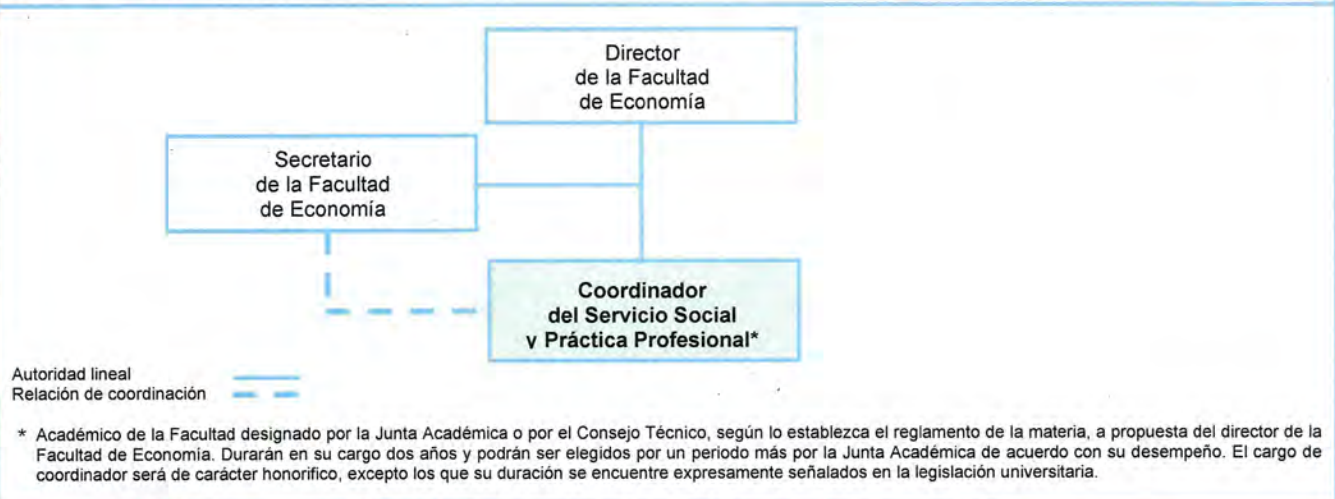 Director
de la Facultad
de Economía
Secretario
de la Facultad
de Economía
Coordinador
del Servicio Social
y Práctica Profesional*
Autoridad lineal
Relación de coordinación
* Académico de la Facultad designado por la Junta Académica o por el Consejo Técnico, según lo establezca el reglamento de la materia, a propuesta del director de la
Facultad de Economía. Durarán en su cargo dos años y podrán ser elegidos por un periodo más por la Junta Académica de acuerdo con su desempeño. El cargo de
coordinador será de carácter honorifico, excepto los que su duración se encuentre expresamente señalados en la legislación universitaria.